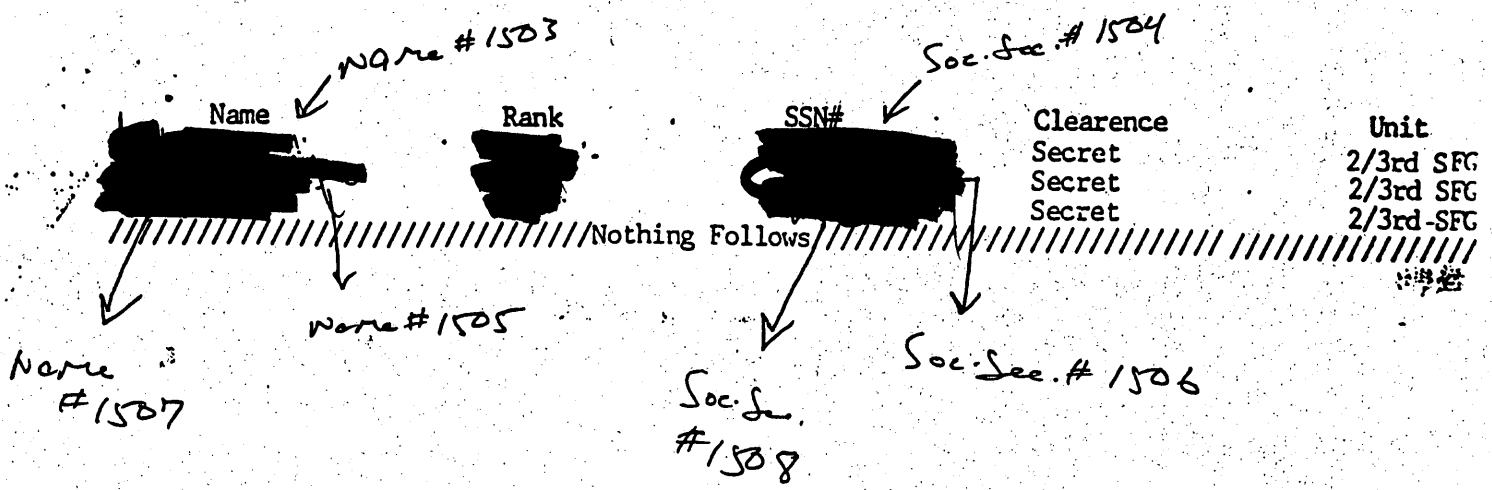 Name #1503
Soc. Sec. # 1504
Name Rank SSN# Clearence Unit
Secret 2/3rd SFG
Secret 2/3rd SFG
Secret 2/3rd-SFG
//////////////////////////////////Nothing Follows////////////////////////// /////////////////
Name #1505
Soc. Sec. # 1506
Name
#1507
Soc. Sec.
#1508